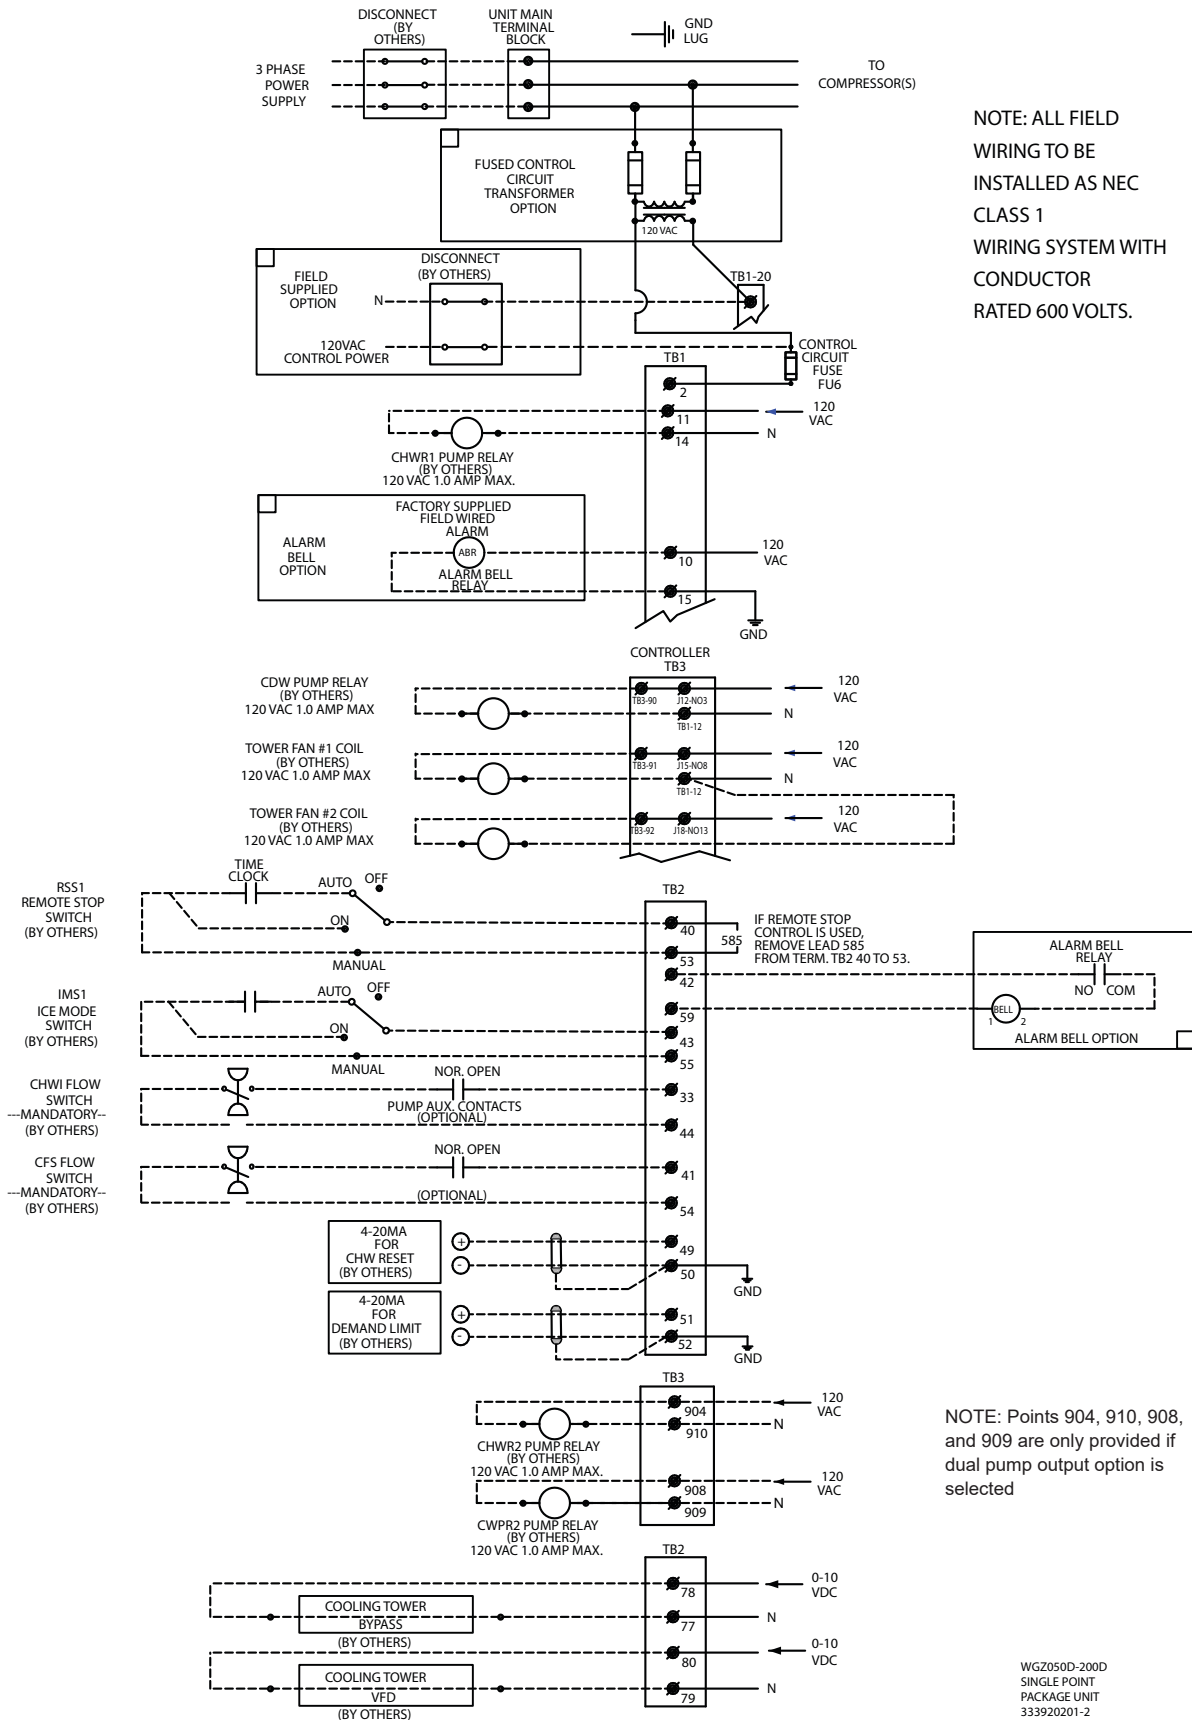 DISCONNECT
(BY
OTHERS)
UNIT MAIN
TERMINAL
BLOCK
GND
LUG
3 PHASE
POWER
SUPPLY
TO
COMPRESSOR(S)
NOTE: ALL FIELD
WIRING TO BE
INSTALLED AS NEC
CLASS 1
WIRING SYSTEM WITH
CONDUCTOR
RATED 600 VOLTS.
FUSED CONTROL
CIRCUIT
TRANSFORMER
OPTION
120 VAC
DISCONNECT
(BY OTHERS)
FIELD
SUPPLIED
OPTION
N
TB1-20
120VAC
CONTROL POWER
CONTROL
CIRCUIT
FUSE
FU6
TB1
2
11
120
VAC
14
N
CHWR1 PUMP RELAY
(BY OTHERS)
120 VAC 1.0 AMP MAX.
FACTORY SUPPLIED
FIELD WIRED
ALARM
ALARM
BELL
OPTION
ABR
ALARM BELL
RELAY
10
120
VAC
15
GND
CONTROLLER
TB3
CDW PUMP RELAY
(BY OTHERS)
120 VAC 1.0 AMP MAX
TB3-90
J12-NO3
120
VAC
TB1-12
N
TOWER FAN #1 COIL
(BY OTHERS)
120 VAC 1.0 AMP MAX
TB3-91
J15-NO8
120
VAC
TB1-12
N
TOWER FAN #2 COIL
(BY OTHERS)
120 VAC 1.0 AMP MAX
TB3-92
J18-NO13
120
VAC
RSS1
REMOTE STOP
SWITCH
(BY OTHERS)
TIME
CLOCK
AUTO
OFF
ON
MANUAL
TB2
40
585
53
IF REMOTE STOP
CONTROL IS USED,
REMOVE LEAD 585
FROM TERM. TB2 40 TO 53.
42
ALARM BELL
RELAY
NO COM
BELL
1 2
ALARM BELL OPTION
IMS1
ICE MODE
SWITCH
(BY OTHERS)
AUTO
OFF
ON
MANUAL
59
43
55
CHWI FLOW
SWITCH
---MANDATORY--
(BY OTHERS)
NOR. OPEN
PUMP AUX. CONTACTS
(OPTIONAL)
33
44
CFS FLOW
SWITCH
---MANDATORY--
(BY OTHERS)
NOR. OPEN
(OPTIONAL)
41
54
4-20MA
FOR
CHW RESET
(BY OTHERS)
+
-
49
50
GND
4-20MA
FOR
DEMAND LIMIT
(BY OTHERS)
+
-
51
52
GND
TB3
904
120
VAC
910
N
CHWR2 PUMP RELAY
(BY OTHERS)
120 VAC 1.0 AMP MAX.
908
120
VAC
909
N
CWPR2 PUMP RELAY
(BY OTHERS)
120 VAC 1.0 AMP MAX.
NOTE: Points 904, 910, 908,
and 909 are only provided if
dual pump output option is
selected
TB2
78
0-10
VDC
COOLING TOWER
BYPASS
(BY OTHERS)
77
N
80
0-10
VDC
COOLING TOWER
VFD
(BY OTHERS)
79
N
WGZ050D-200D
SINGLE POINT
PACKAGE UNIT
333920201-2